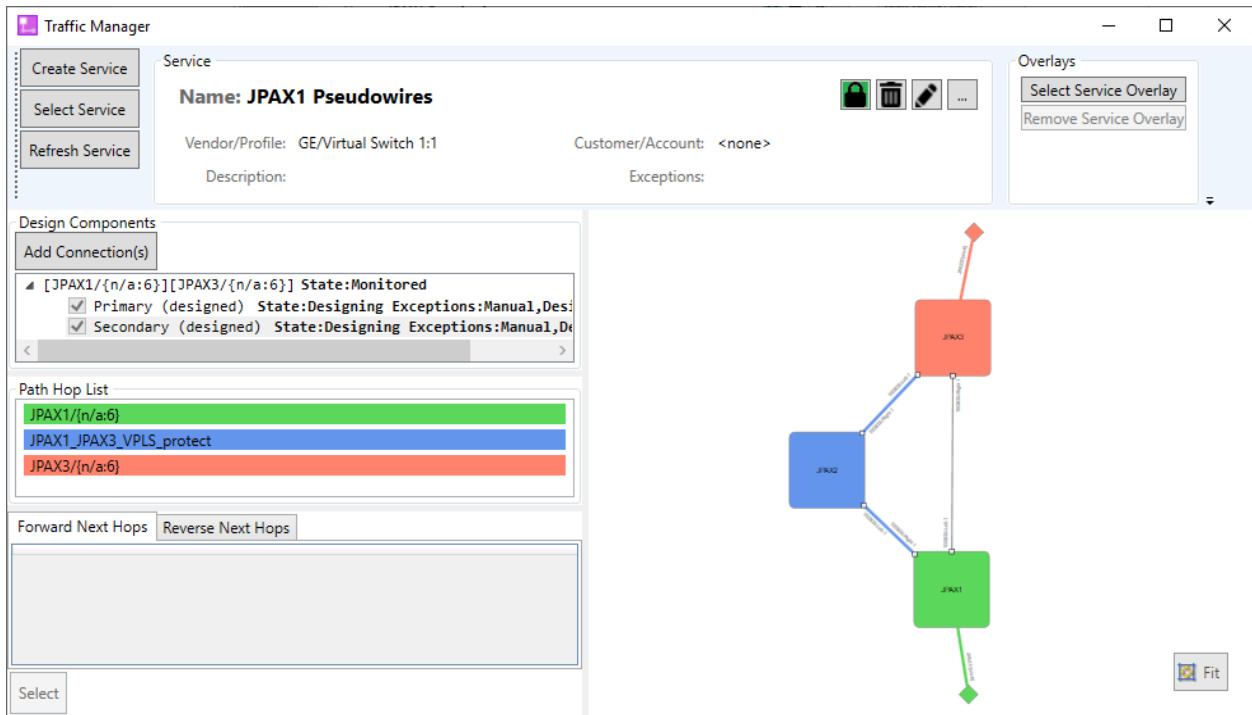 Traffic Manager
Create Service
Select Service
Refresh Service
Service
Name: JPAX1 Pseudowires
...
Vendor/Profile: GE/Virtual Switch 1:1
Customer/Account: <none>
Description:
Exceptions:
Overlays
Select Service Overlay
Remove Service Overlay
Design Components
Add Connection(s)
[JPAX1/{n/a:6}][JPAX3/{n/a:6}] State:Monitored
Primary (designed) State:Designing Exceptions:Manual,Desi
Secondary (designed) State:Designing Exceptions:Manual,De
Path Hop List
JPAX1/{n/a:6}
JPAX1_JPAX3_VPLS_protect
JPAX3/{n/a:6}
Forward Next Hops
Reverse Next Hops
Select
JPAX3
JPAX2
JPAX1
Fit